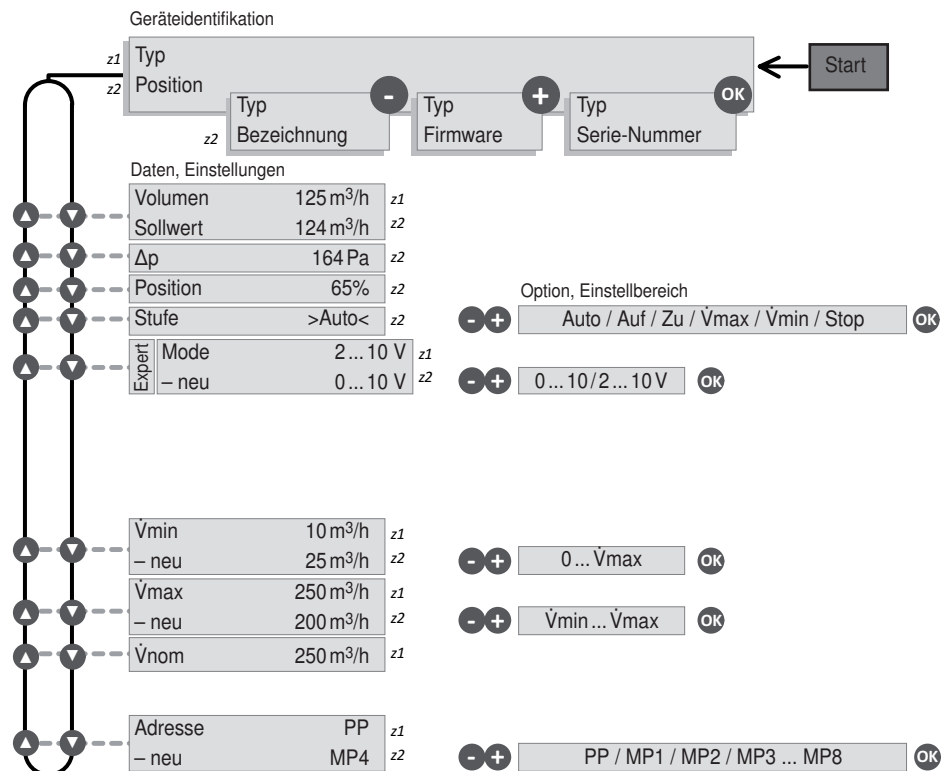 Geräteidentifikation
z1 Typ
Start
z2 Position
- + OK
Typ Typ Typ
z2 Bezeichnung Firmware Serie-Nummer
Daten, Einstellungen
Volumen 125 m³/h z1
Sollwert 124 m³/h z2
Δp 164 Pa z2
Position 65% z2
Option, Einstellbereich
Stufe >Auto< z2 - + Auto / Auf / Zu / V̇max / V̇min / Stop OK
Expert
Mode 2 ... 10 V z1
– neu 0 ... 10 V z2 - + 0 ... 10 / 2 ... 10 V OK
V̇min 10 m³/h z1
– neu 25 m³/h z2 - + 0 ... V̇max OK
V̇max 250 m³/h z1
– neu 200 m³/h z2 - + V̇min ... V̇max OK
V̇nom 250 m³/h z1
Adresse PP z1
– neu MP4 z2 - + PP / MP1 / MP2 / MP3 ... MP8 OK